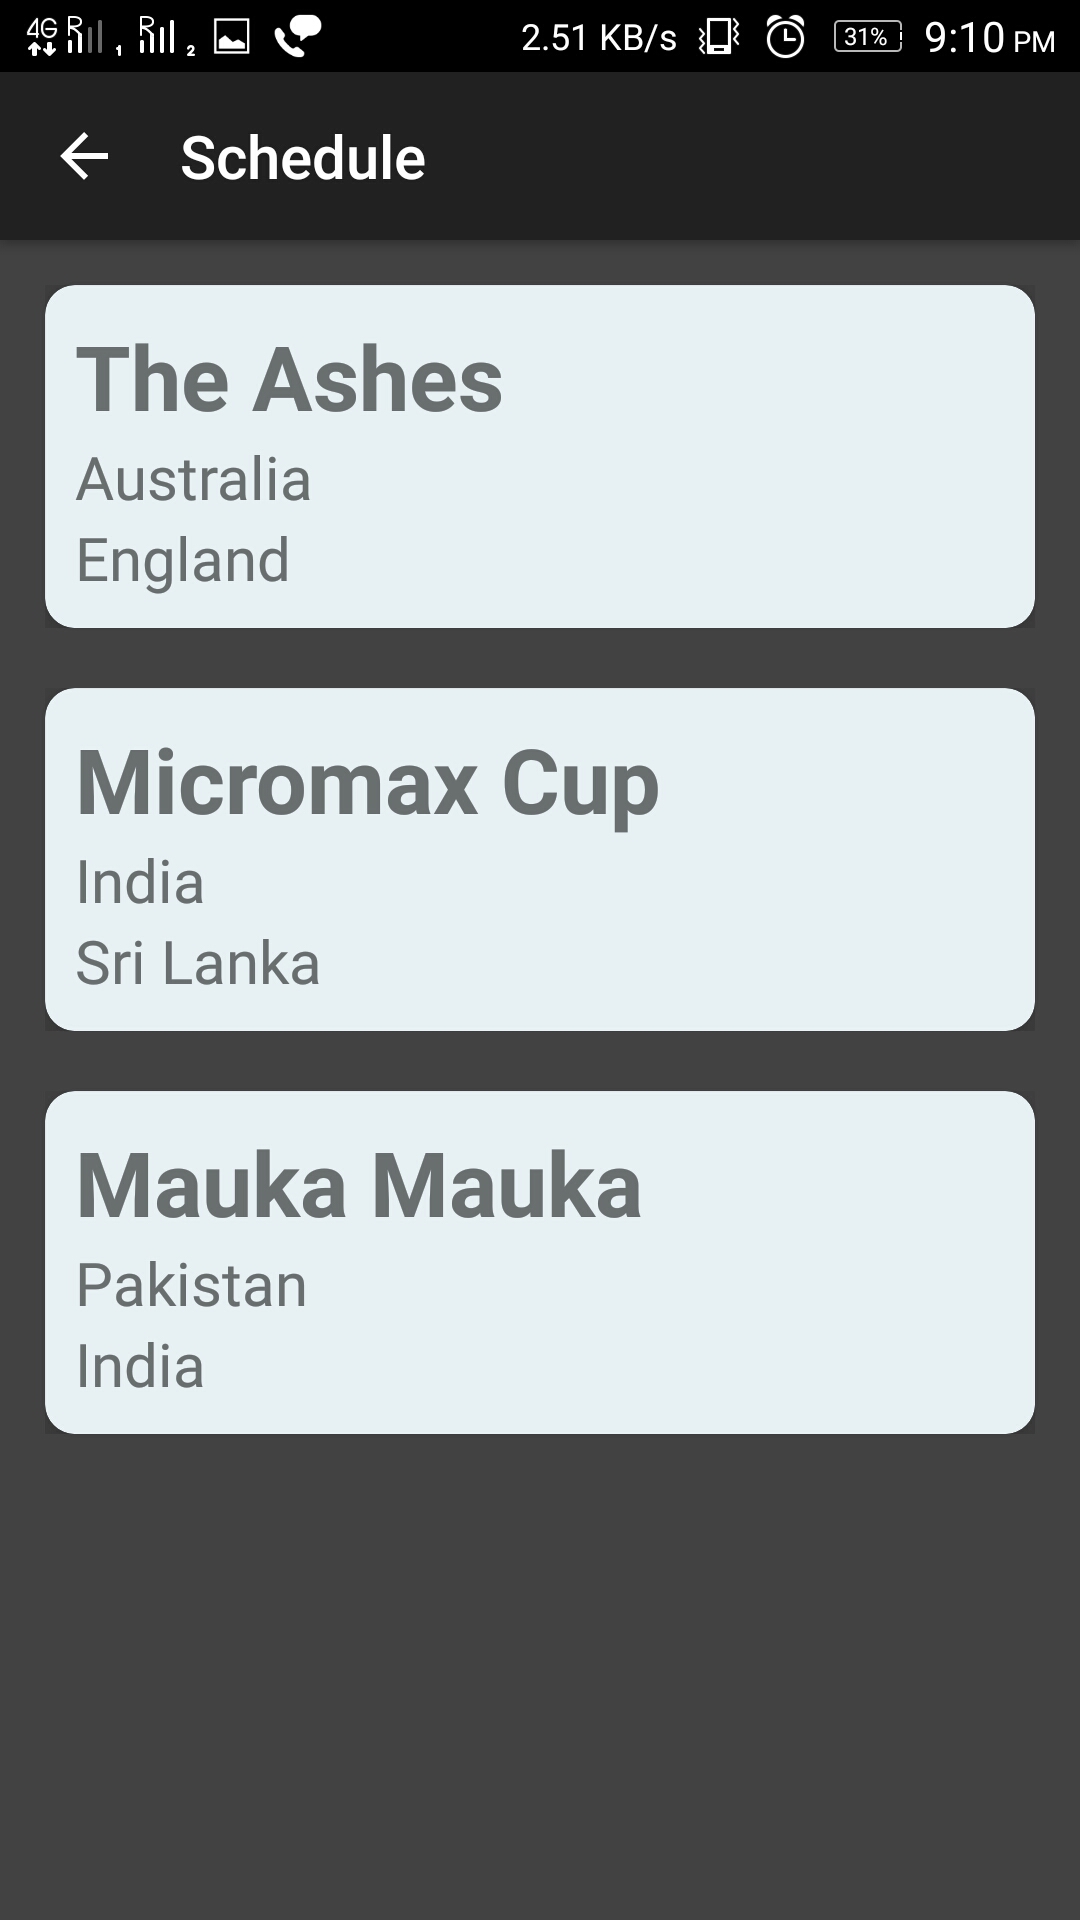 4G R 1 R 2 2.51 KB/s 31% 9:10 PM
Schedule
The Ashes
Australia
England
Micromax Cup
India
Sri Lanka
Mauka Mauka
Pakistan
India